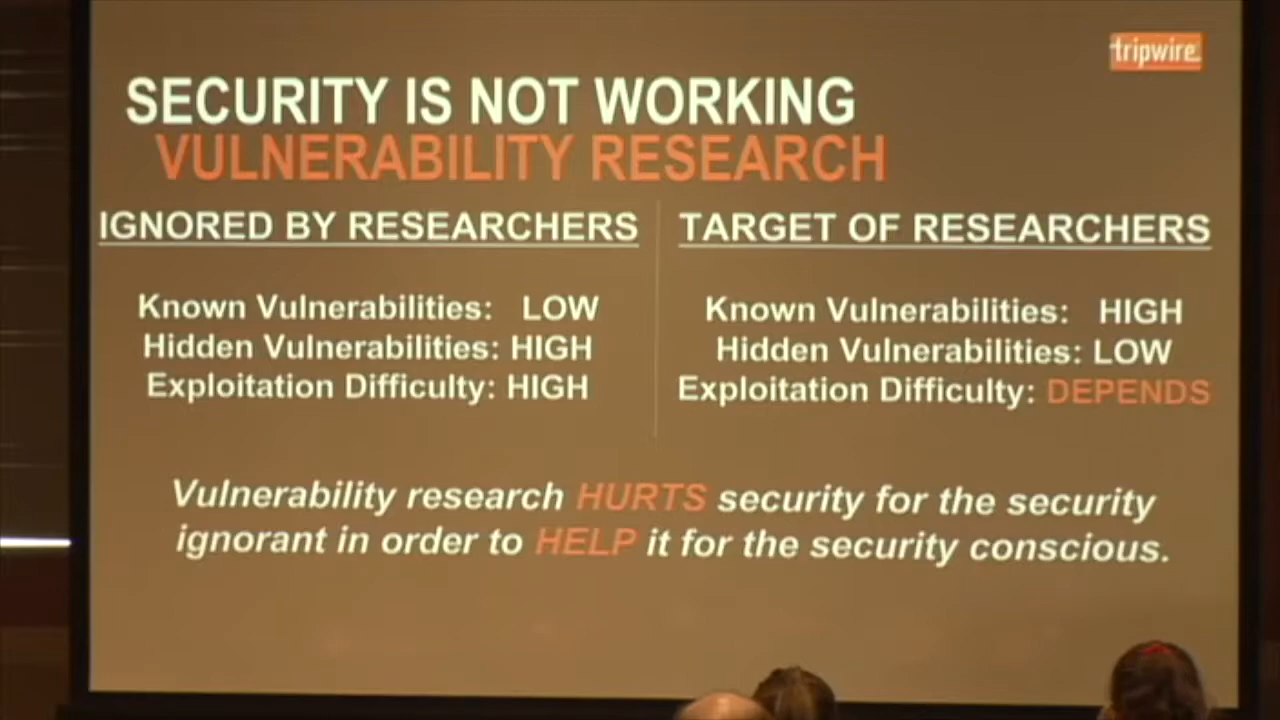 tripwire
SECURITY IS NOT WORKING
VULNERABILITY RESEARCH
IGNORED BY RESEARCHERS
Known Vulnerabilities: LOW
Hidden Vulnerabilities: HIGH
Exploitation Difficulty: HIGH
TARGET OF RESEARCHERS
Known Vulnerabilities: HIGH
Hidden Vulnerabilities: LOW
Exploitation Difficulty: DEPENDS
Vulnerability research HURTS security for the security
ignorant in order to HELP it for the security conscious.